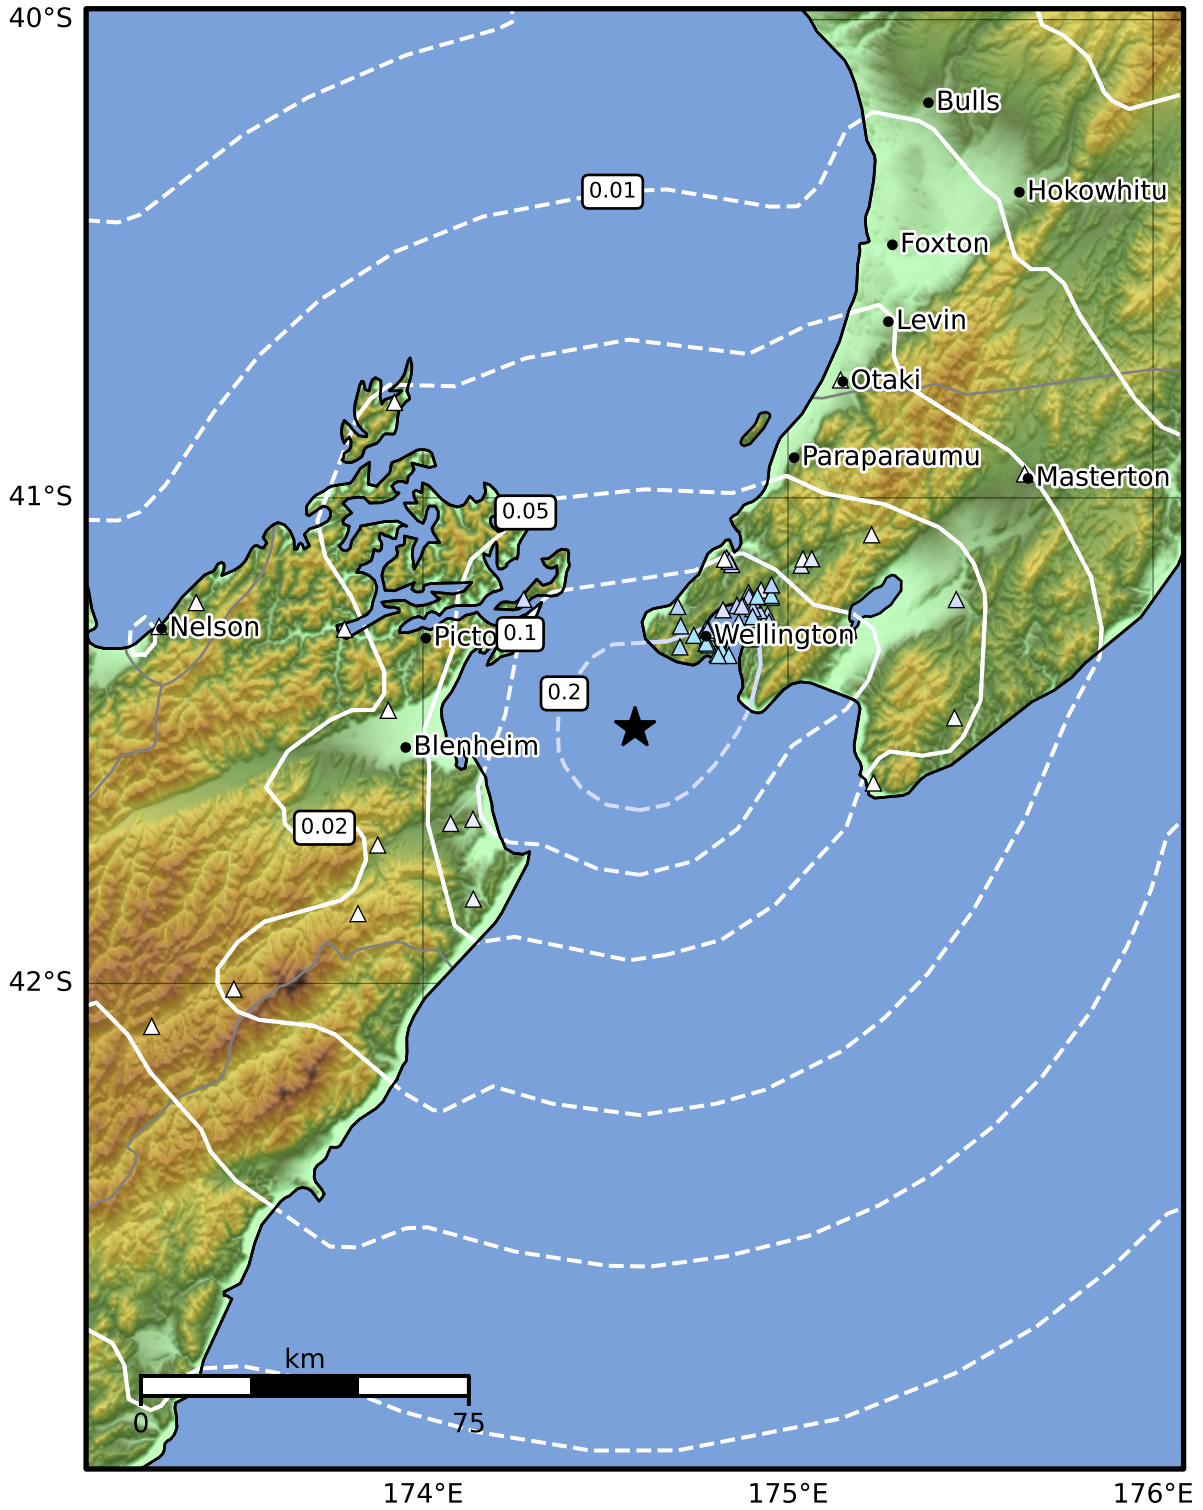 40°S
Bulls
0.01
Hokowhitu
Foxton
Levin
Otaki
Paraparaumu
41°S
Masterton
0.05
Nelson
Picto
0.1
Wellington
0.2
Blenheim
0.02
42°S
km
0
75
174°E
175°E
176°E